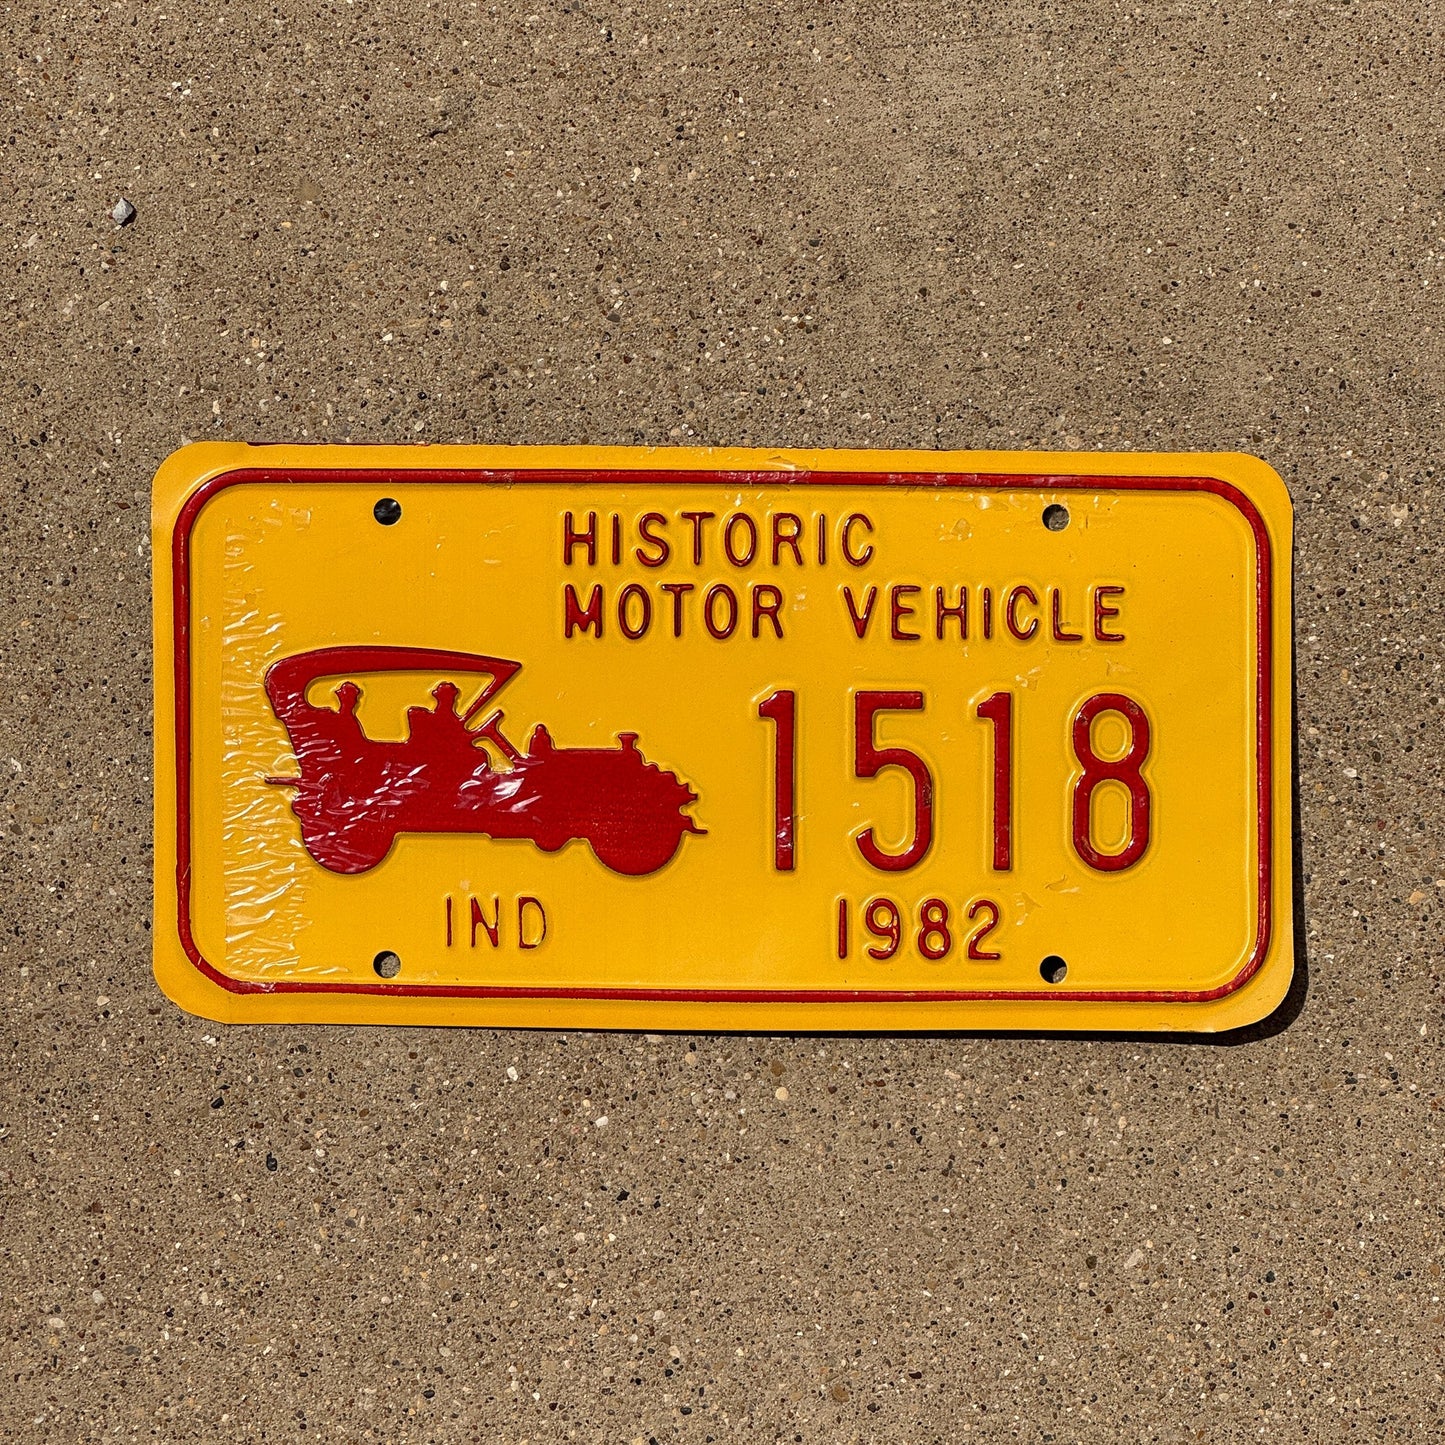 HISTORIC
MOTOR VEHICLE
1518
IND 1982